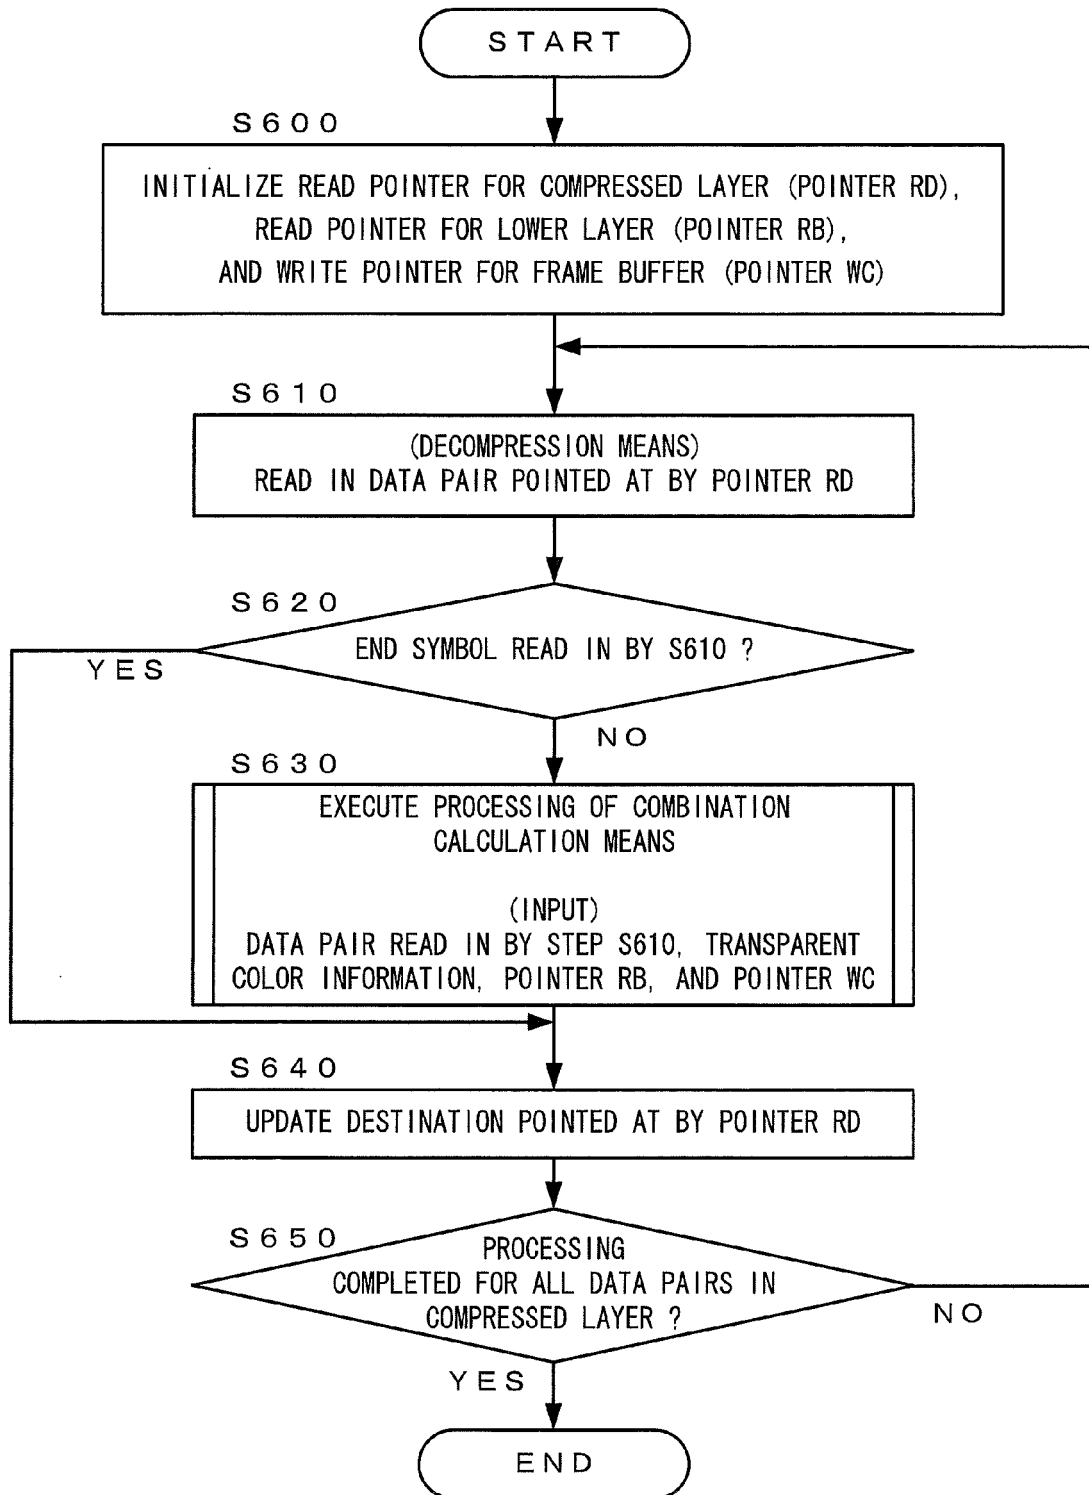 START
S600
INITIALIZE READ POINTER FOR COMPRESSED LAYER (POINTER RD),
READ POINTER FOR LOWER LAYER (POINTER RB),
AND WRITE POINTER FOR FRAME BUFFER (POINTER WC)
S610
(DECOMPRESSION MEANS)
READ IN DATA PAIR POINTED AT BY POINTER RD
S620
END SYMBOL READ IN BY S610 ?
YES
NO
S630
EXECUTE PROCESSING OF COMBINATION
CALCULATION MEANS
(INPUT)
DATA PAIR READ IN BY STEP S610, TRANSPARENT
COLOR INFORMATION, POINTER RB, AND POINTER WC
S640
UPDATE DESTINATION POINTED AT BY POINTER RD
S650
PROCESSING
COMPLETED FOR ALL DATA PAIRS IN
COMPRESSED LAYER ?
NO
YES
END